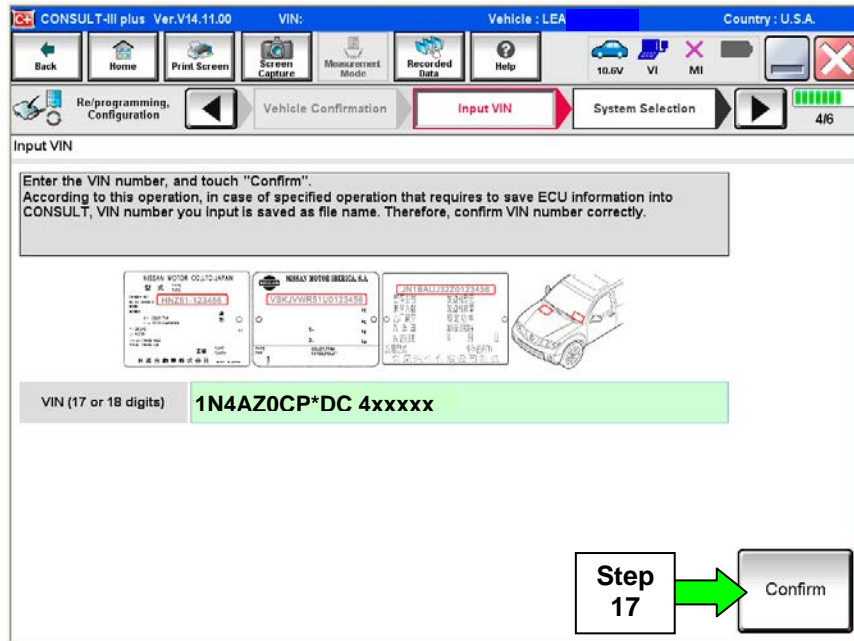 CONSULT-III plus Ver.V14.11.00 VIN: Vehicle : LEA Country : U.S.A.
Back Home Print Screen Screen Capture Measurement Mode Recorded Data Help 10.6V VI MI
Re/programming, Configuration Vehicle Confirmation Input VIN System Selection 4/6
Input VIN
Enter the VIN number, and touch "Confirm".
According to this operation, in case of specified operation that requires to save ECU information into
CONSULT, VIN number you input is saved as file name. Therefore, confirm VIN number correctly.
NISSAN MOTOR CO.,LTD. JAPAN
HNZ51-123456
NISSAN MOTOR IBERICA, S.A.
VSKJVWR51U0123456
JN1BAUJ32Z0123456
VIN (17 or 18 digits) 1N4AZ0CP*DC 4xxxxx
Step
17
Confirm